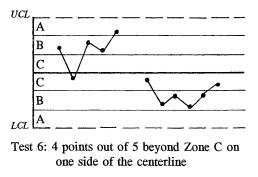 UCL
A
B
C
C
B
A
LCL
Test 6: 4 points out of 5 beyond Zone C on
one side of the centerline